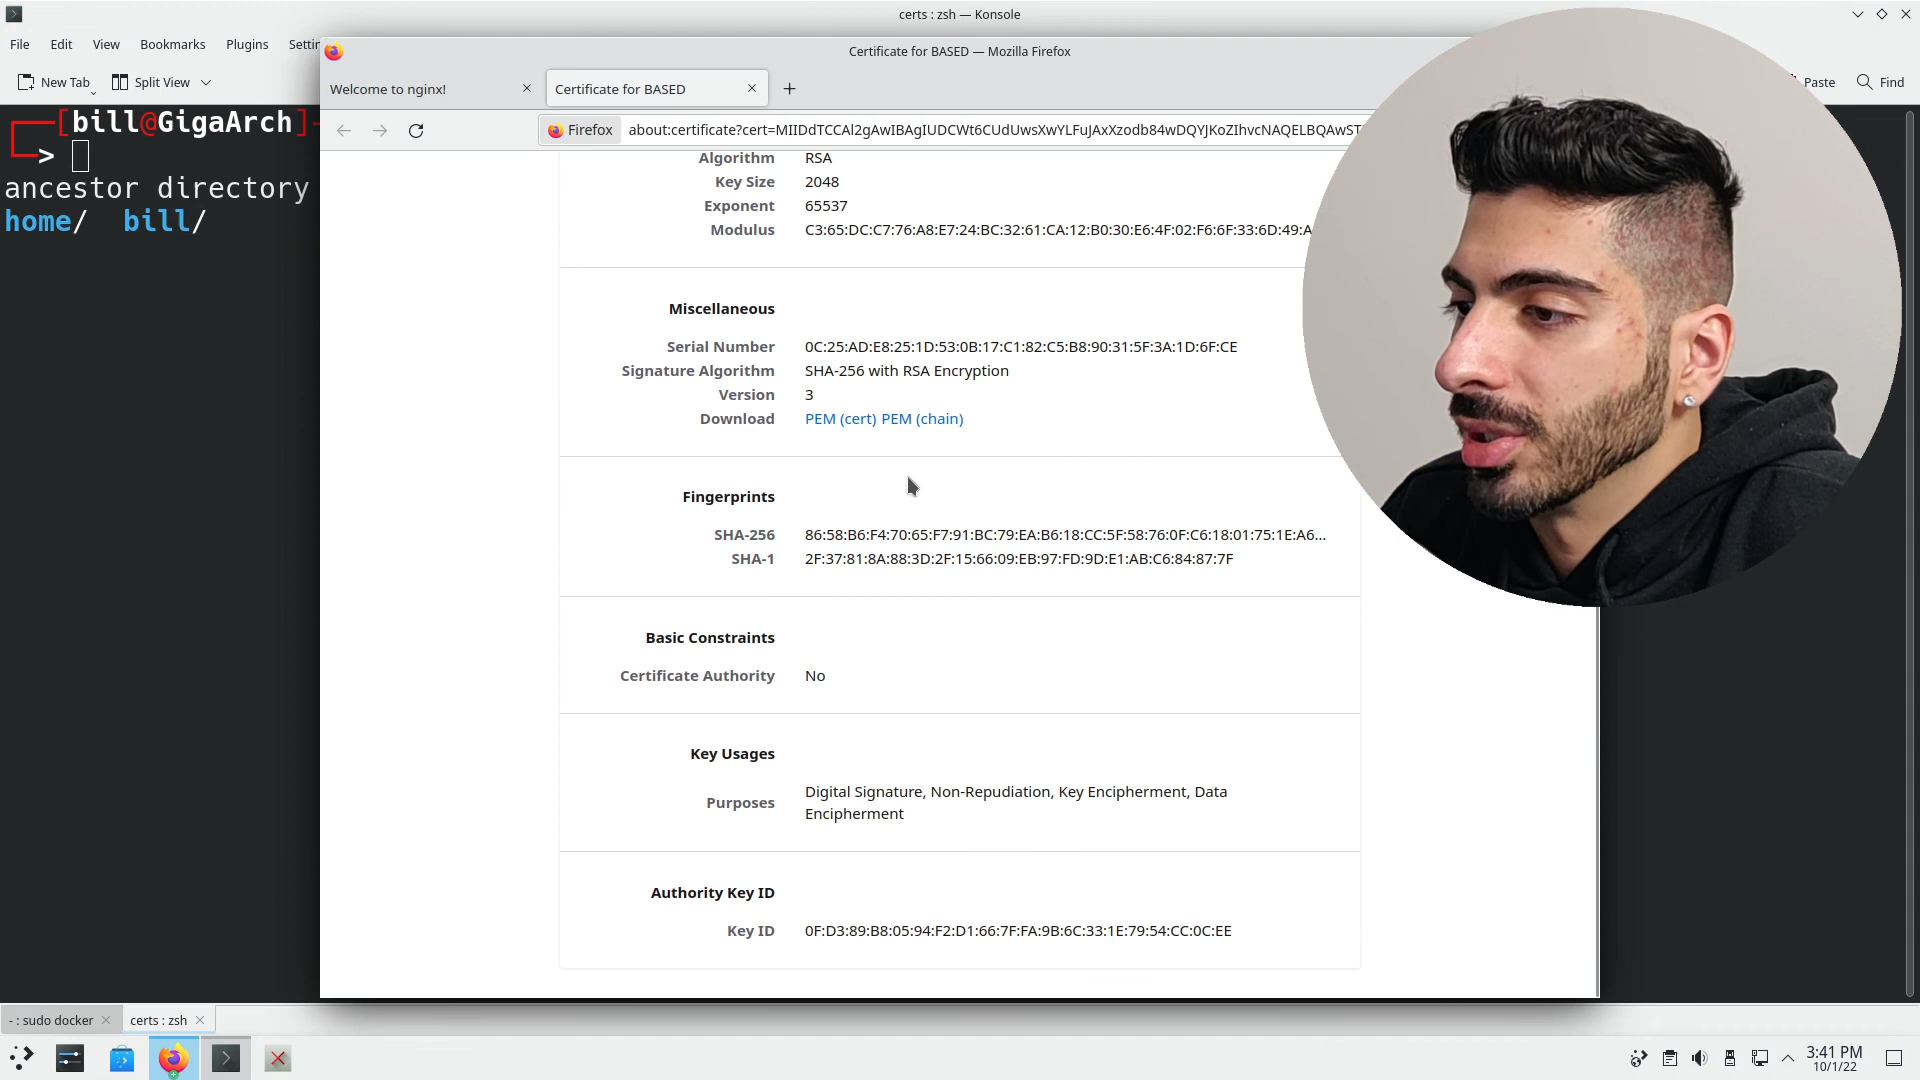 certs : zsh — Konsole
File Edit View Bookmarks Plugins
New Tab Split View Paste Find
Certificate for BASED — Mozilla Firefox
Welcome to nginx! Certificate for BASED
Firefox about:certificate?cert=MIIDdTCCAl2gAwIBAgIUDCWt6CUdUwsXwYLFuJAxXzodb84wDQYJKoZIhvcNAQELBQAwST
[bill@GigaArch]
>
ancestor directory
home/ bill/
Algorithm RSA
Key Size 2048
Exponent 65537
Modulus C3:65:DC:C7:76:A8:E7:24:BC:32:61:CA:12:B0:30:E6:4F:02:F6:6F:33:6D:49:A
Miscellaneous
Serial Number 0C:25:AD:E8:25:1D:53:0B:17:C1:82:C5:B8:90:31:5F:3A:1D:6F:CE
Signature Algorithm SHA-256 with RSA Encryption
Version 3
Download PEM (cert) PEM (chain)
Fingerprints
SHA-256 86:58:B6:F4:70:65:F7:91:BC:79:EA:B6:18:CC:5F:58:76:0F:C6:18:01:75:1E:A6...
SHA-1 2F:37:81:8A:88:3D:2F:15:66:09:EB:97:FD:9D:E1:AB:C6:84:87:7F
Basic Constraints
Certificate Authority No
Key Usages
Purposes Digital Signature, Non-Repudiation, Key Encipherment, Data
Encipherment
Authority Key ID
Key ID 0F:D3:89:B8:05:94:F2:D1:66:7F:FA:9B:6C:33:1E:79:54:CC:0C:EE
- : sudo docker certs : zsh
3:41 PM
10/1/22